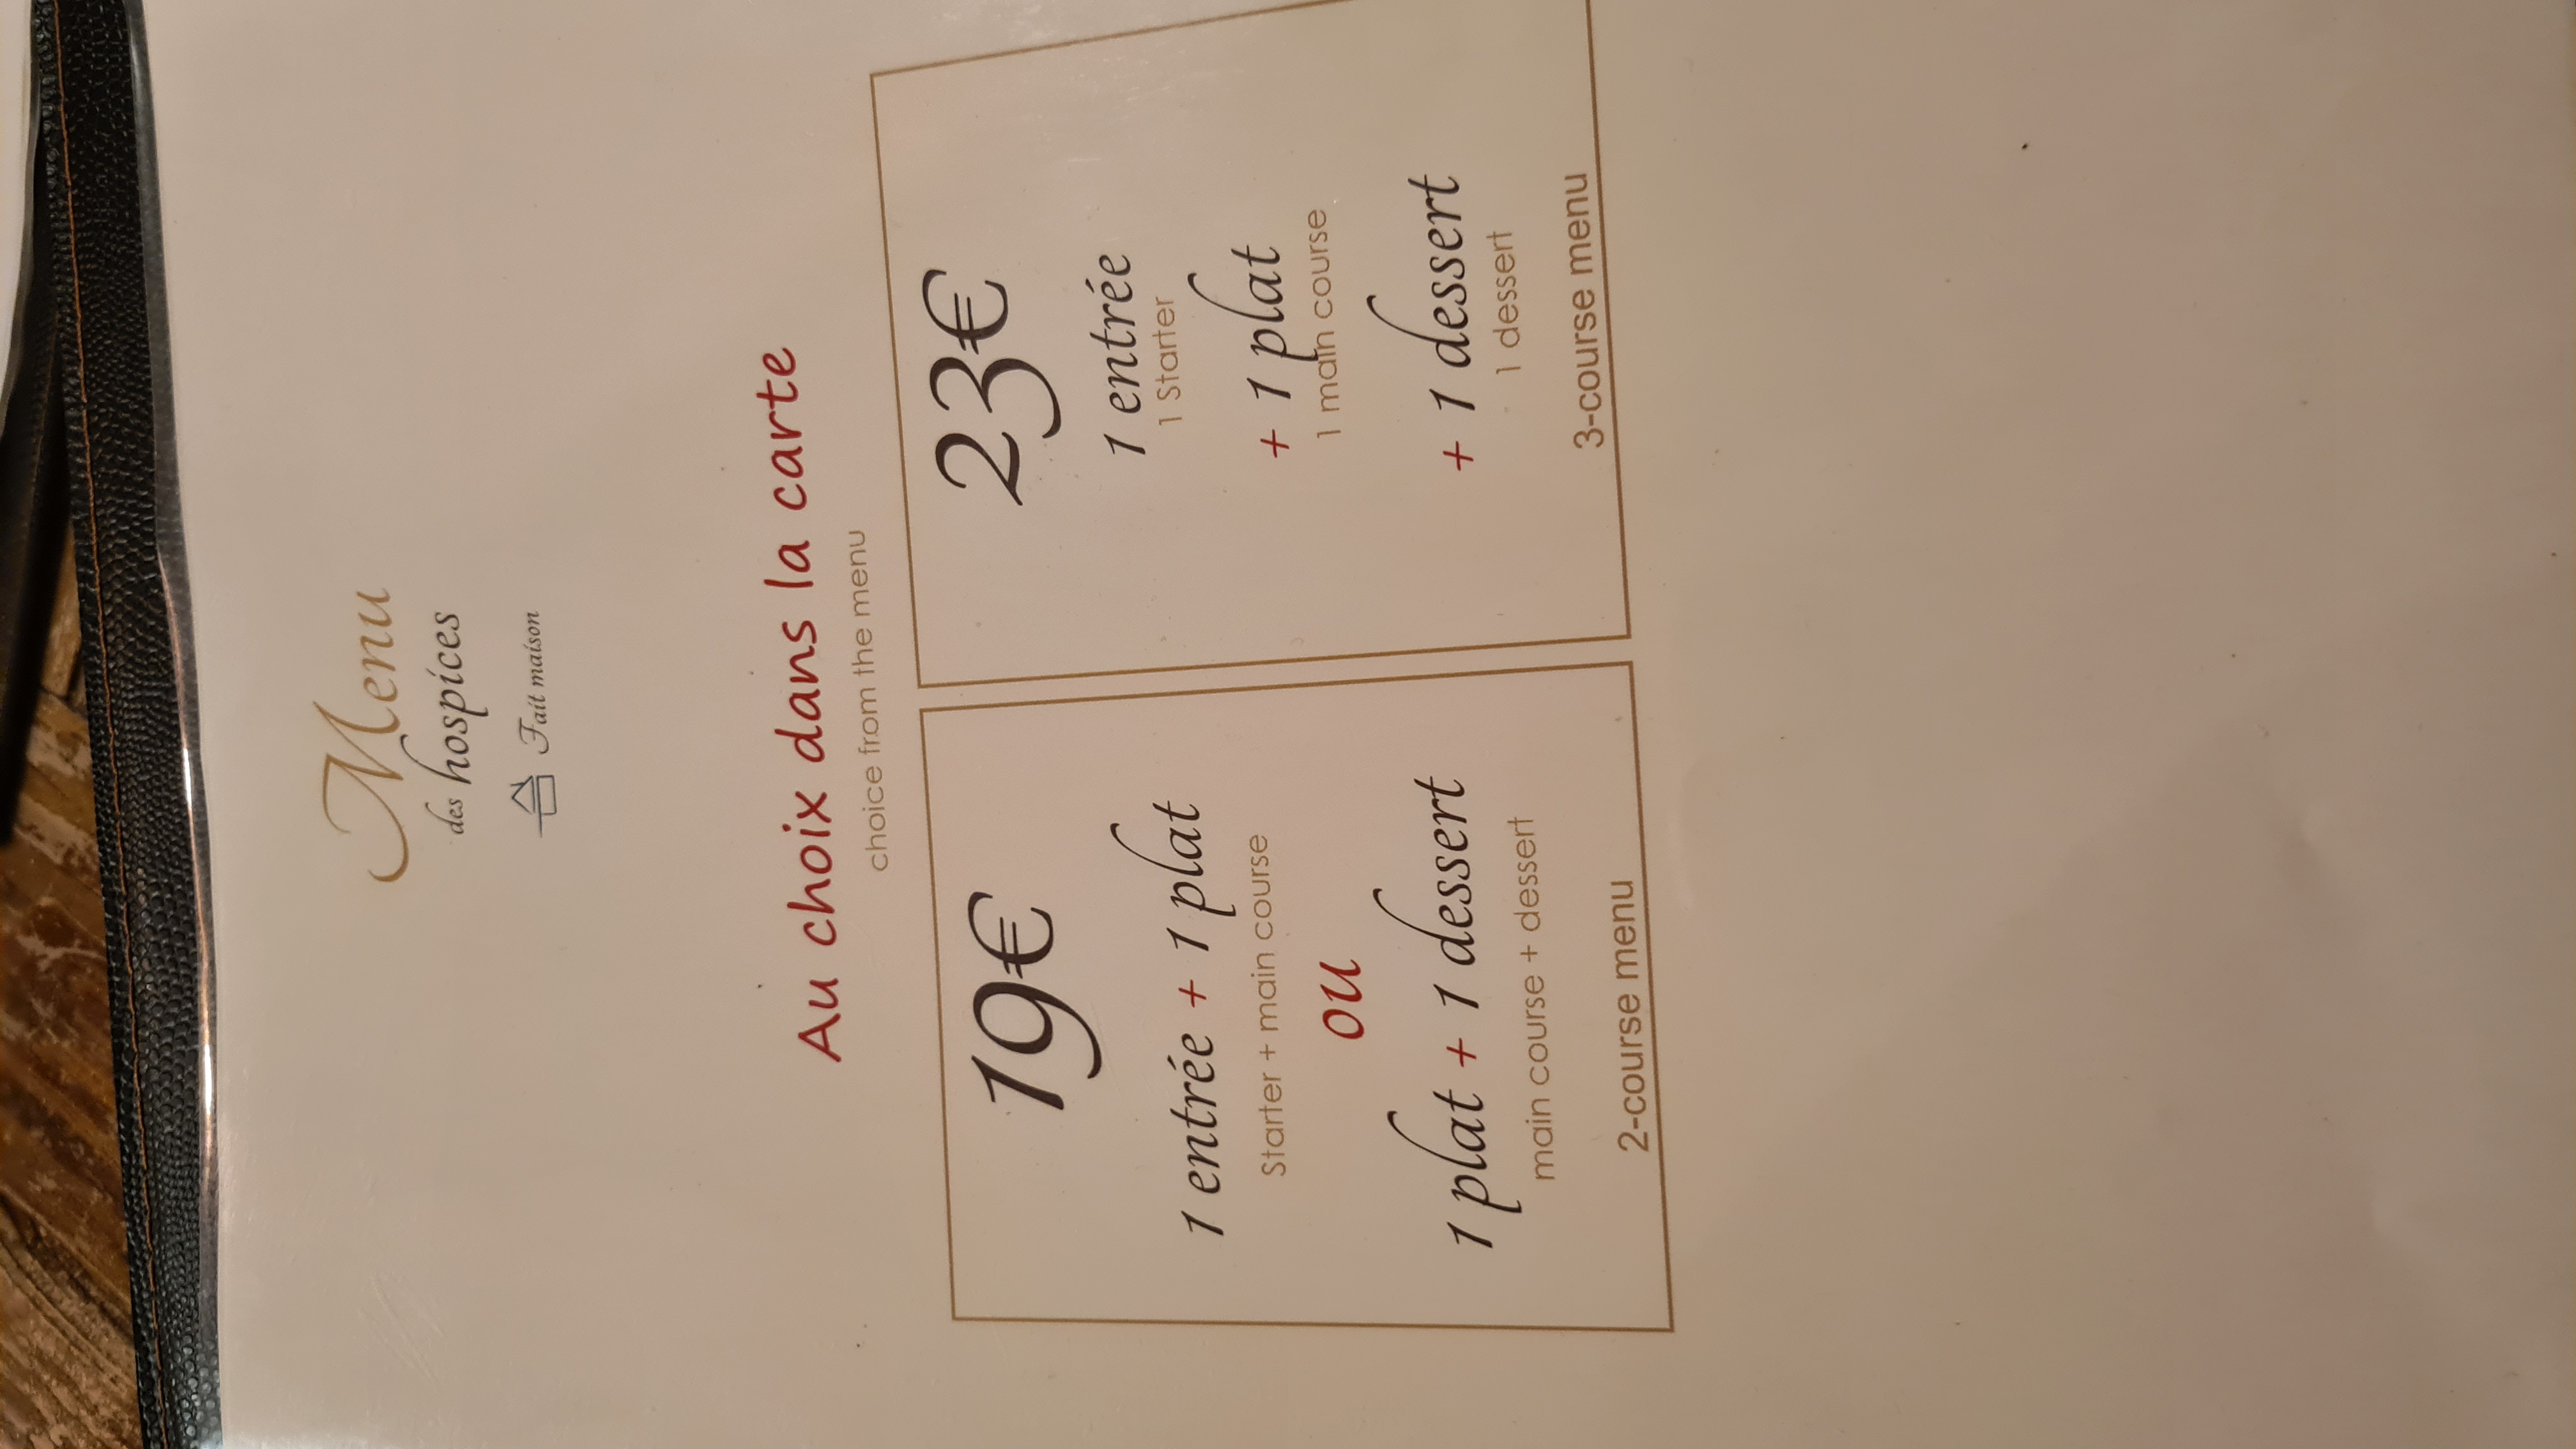 Menu
des hospices
Fait maison
Au choix dans la carte
choice from the menu
19€
1 entrée + 1 plat
Starter + main course
ou
1 plat + 1 dessert
main course + dessert
2-course menu
23€
1 entrée
1 Starter
+ 1 plat
1 main course
+ 1 dessert
1 dessert
3-course menu